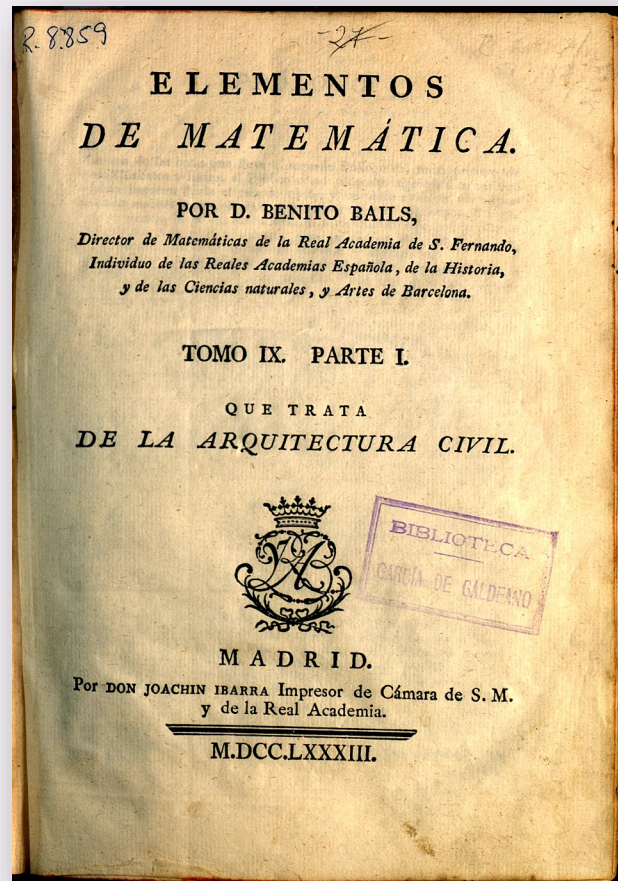 R. 8.859
-27-
ELEMENTOS
DE MATEMÁTICA.
POR D. BENITO BAILS,
Director de Matemáticas de la Real Academia de S. Fernando,
Individuo de las Reales Academias Española, de la Historia,
y de las Ciencias naturales, y Artes de Barcelona.
TOMO IX. PARTE I.
QUE TRATA
DE LA ARQUITECTURA CIVIL.
BIBLIOTECA
GARCÍA DE GALDEANO
MADRID.
Por DON JOACHIN IBARRA Impresor de Cámara de S. M.
y de la Real Academia.
M.DCC.LXXXIII.